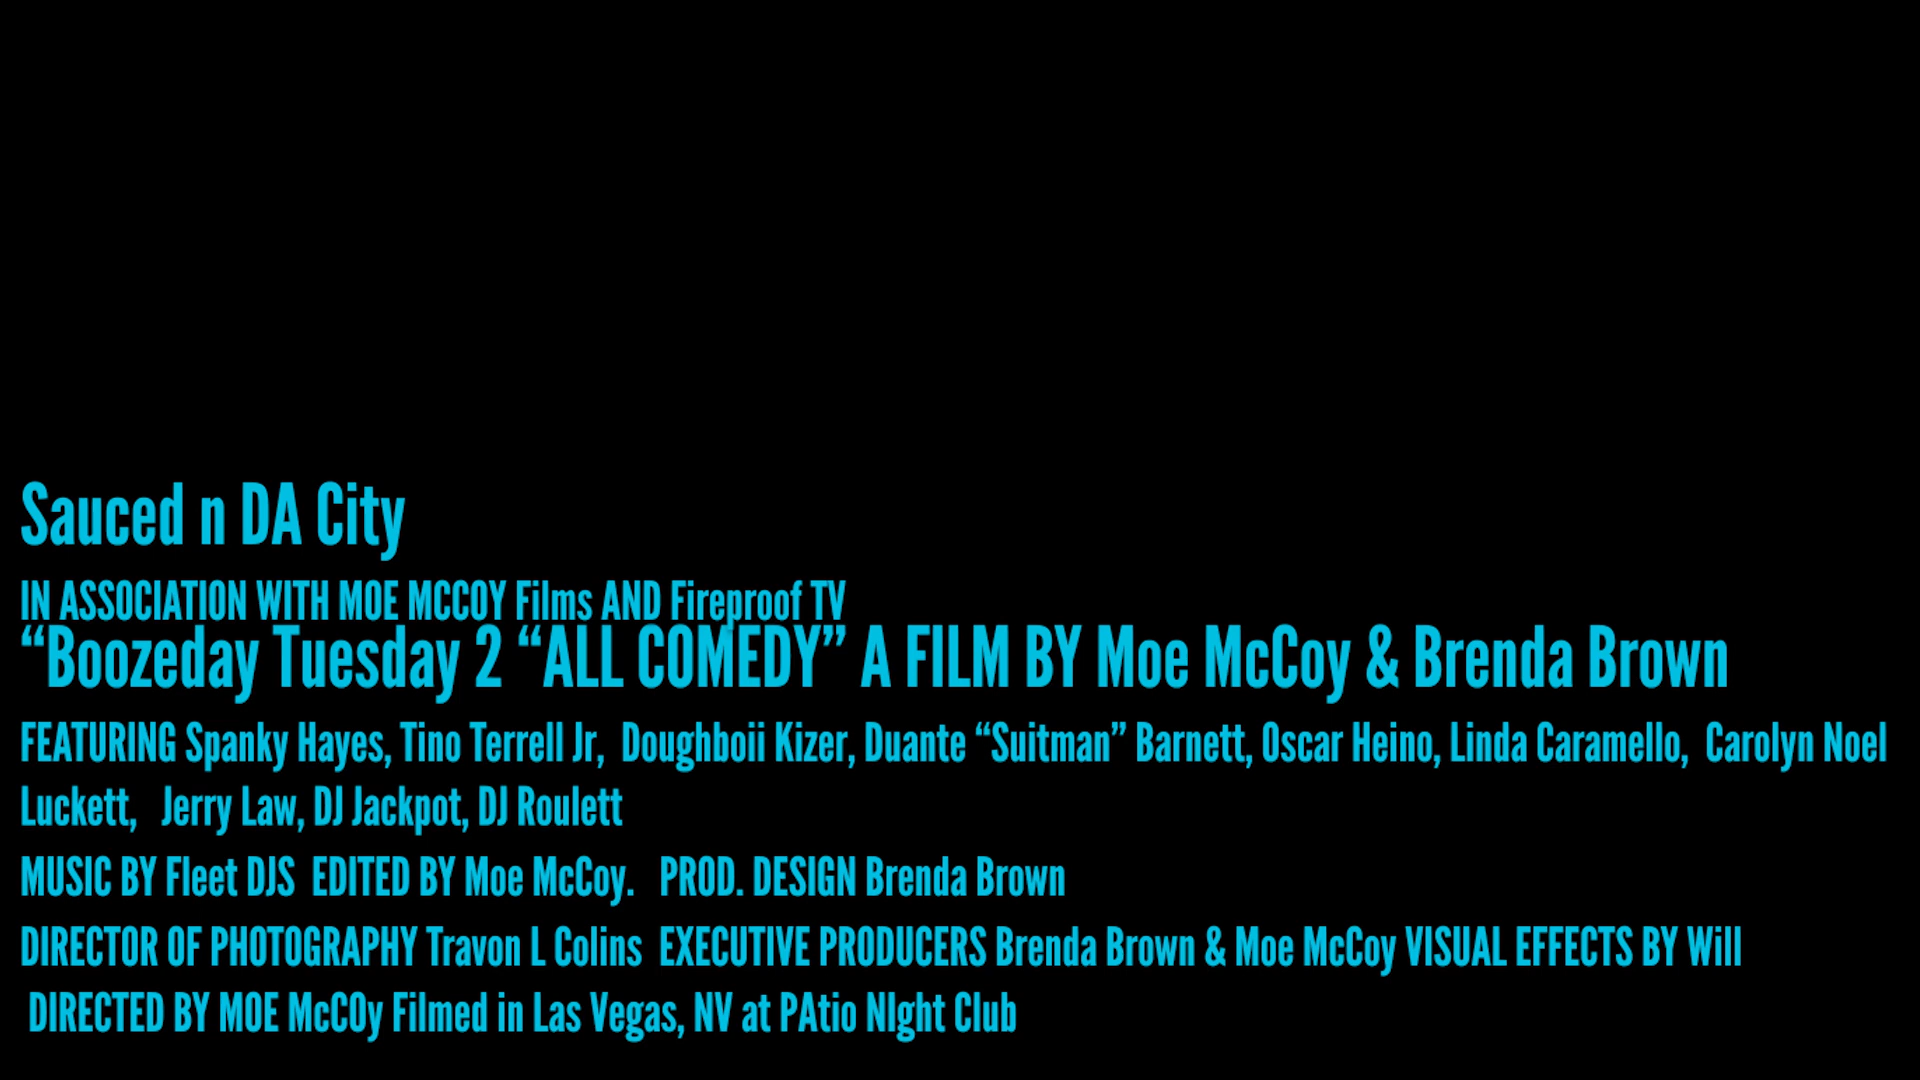 Sauced n DA City
IN ASSOCIATION WITH MOE MCCOY Films AND Fireproof TV
“Boozeday Tuesday 2 “ALL COMEDY” A FILM BY Moe McCoy & Brenda Brown
FEATURING Spanky Hayes, Tino Terrell Jr,  Doughboii Kizer, Duante “Suitman” Barnett, Oscar Heino, Linda Caramello,  Carolyn Noel
Luckett,   Jerry Law, DJ Jackpot, DJ Roulett
MUSIC BY Fleet DJS  EDITED BY Moe McCoy.   PROD. DESIGN Brenda Brown
DIRECTOR OF PHOTOGRAPHY Travon L Colins  EXECUTIVE PRODUCERS Brenda Brown & Moe McCoy VISUAL EFFECTS BY Will
DIRECTED BY MOE McCOy Filmed in Las Vegas, NV at PAtio NIght Club